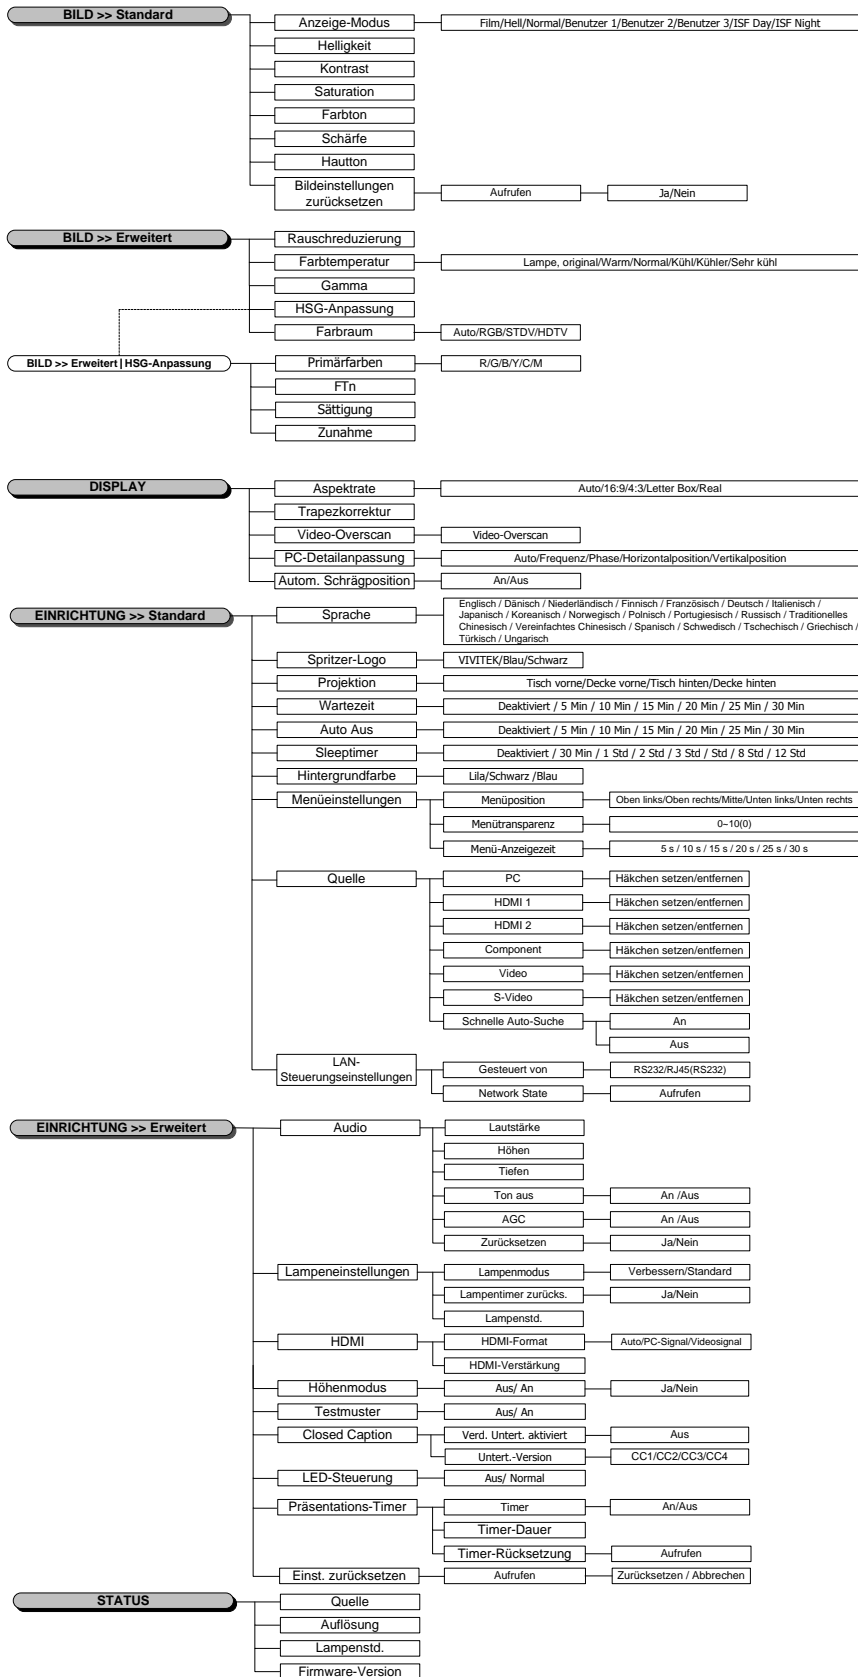 BILD >> Standard
Anzeige-Modus
Film/Hell/Normal/Benutzer 1/Benutzer 2/Benutzer 3/ISF Day/ISF Night
Helligkeit
Kontrast
Saturation
Farbton
Schärfe
Hautton
Bildeinstellungen
zurücksetzen
Aufrufen
Ja/Nein
BILD >> Erweitert
Rauschreduzierung
Farbtemperatur
Lampe, original/Warm/Normal/Kühl/Kühler/Sehr kühl
Gamma
HSG-Anpassung
Farbraum
Auto/RGB/STDV/HDTV
BILD >> Erweitert | HSG-Anpassung
Primärfarben
R/G/B/Y/C/M
FTn
Sättigung
Zunahme
DISPLAY
Aspektrate
Auto/16:9/4:3/Letter Box/Real
Trapezkorrektur
Video-Overscan
Video-Overscan
PC-Detailanpassung
Auto/Frequenz/Phase/Horizontalposition/Vertikalposition
Autom. Schrägposition
An/Aus
EINRICHTUNG >> Standard
Sprache
Englisch / Dänisch / Niederländisch / Finnisch / Französisch / Deutsch / Italienisch /
Japanisch / Koreanisch / Norwegisch / Polnisch / Portugiesisch / Russisch / Traditionelles
Chinesisch / Vereinfachtes Chinesisch / Spanisch / Schwedisch / Tschechisch / Griechisch /
Türkisch / Ungarisch
Spritzer-Logo
VIVITEK/Blau/Schwarz
Projektion
Tisch vorne/Decke vorne/Tisch hinten/Decke hinten
Wartezeit
Deaktiviert / 5 Min / 10 Min / 15 Min / 20 Min / 25 Min / 30 Min
Auto Aus
Deaktiviert / 5 Min / 10 Min / 15 Min / 20 Min / 25 Min / 30 Min
Sleeptimer
Deaktiviert / 30 Min / 1 Std / 2 Std / 3 Std / Std / 8 Std / 12 Std
Hintergrundfarbe
Lila/Schwarz /Blau
Menüeinstellungen
Menüposition
Oben links/Oben rechts/Mitte/Unten links/Unten rechts
Menütransparenz
0~10(0)
Menü-Anzeigezeit
5 s / 10 s / 15 s / 20 s / 25 s / 30 s
Quelle
PC
Häkchen setzen/entfernen
HDMI 1
Häkchen setzen/entfernen
HDMI 2
Häkchen setzen/entfernen
Component
Häkchen setzen/entfernen
Video
Häkchen setzen/entfernen
S-Video
Häkchen setzen/entfernen
Schnelle Auto-Suche
An
Aus
LAN-
Steuerungseinstellungen
Gesteuert von
RS232/RJ45(RS232)
Network State
Aufrufen
EINRICHTUNG >> Erweitert
Audio
Lautstärke
Höhen
Tiefen
Ton aus
An /Aus
AGC
An /Aus
Zurücksetzen
Ja/Nein
Lampeneinstellungen
Lampenmodus
Verbessern/Standard
Lampentimer zurücks.
Ja/Nein
Lampenstd.
HDMI
HDMI-Format
Auto/PC-Signal/Videosignal
HDMI-Verstärkung
Höhenmodus
Aus/ An
Ja/Nein
Testmuster
Aus/ An
Closed Caption
Verd. Untert. aktiviert
Aus
Untert.-Version
CC1/CC2/CC3/CC4
LED-Steuerung
Aus/ Normal
Präsentations-Timer
Timer
An/Aus
Timer-Dauer
Timer-Rücksetzung
Aufrufen
Einst. zurücksetzen
Aufrufen
Zurücksetzen / Abbrechen
STATUS
Quelle
Auflösung
Lampenstd.
Firmware-Version